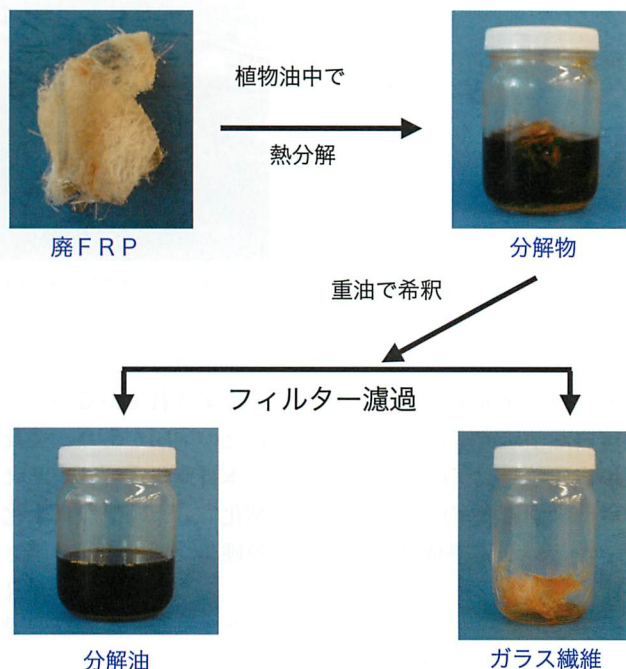 植物油中で
熱分解
廃FRP
分解物
重油で希釈
フィルター濾過
分解油
ガラス繊維